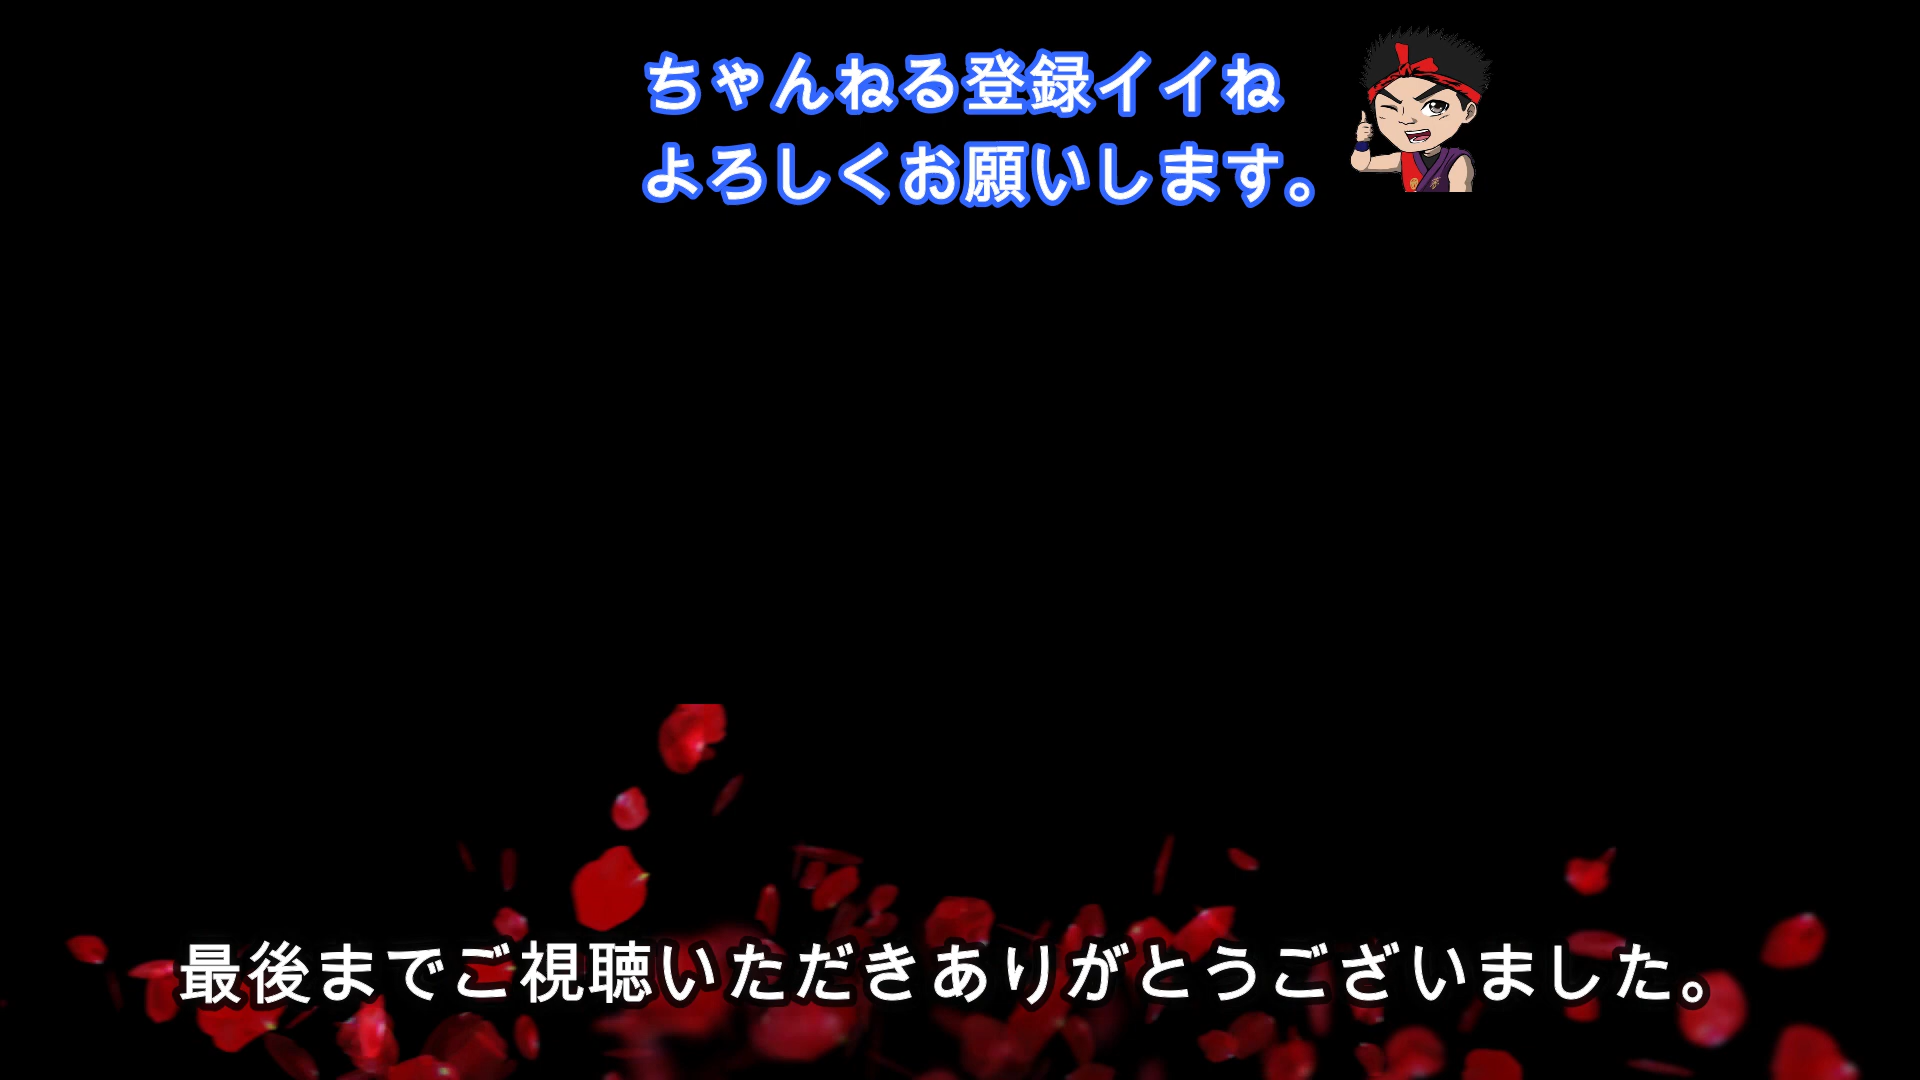 ちゃんねる登録イイね
よろしくお願いします。
最後までご視聴いただきありがとうございました。